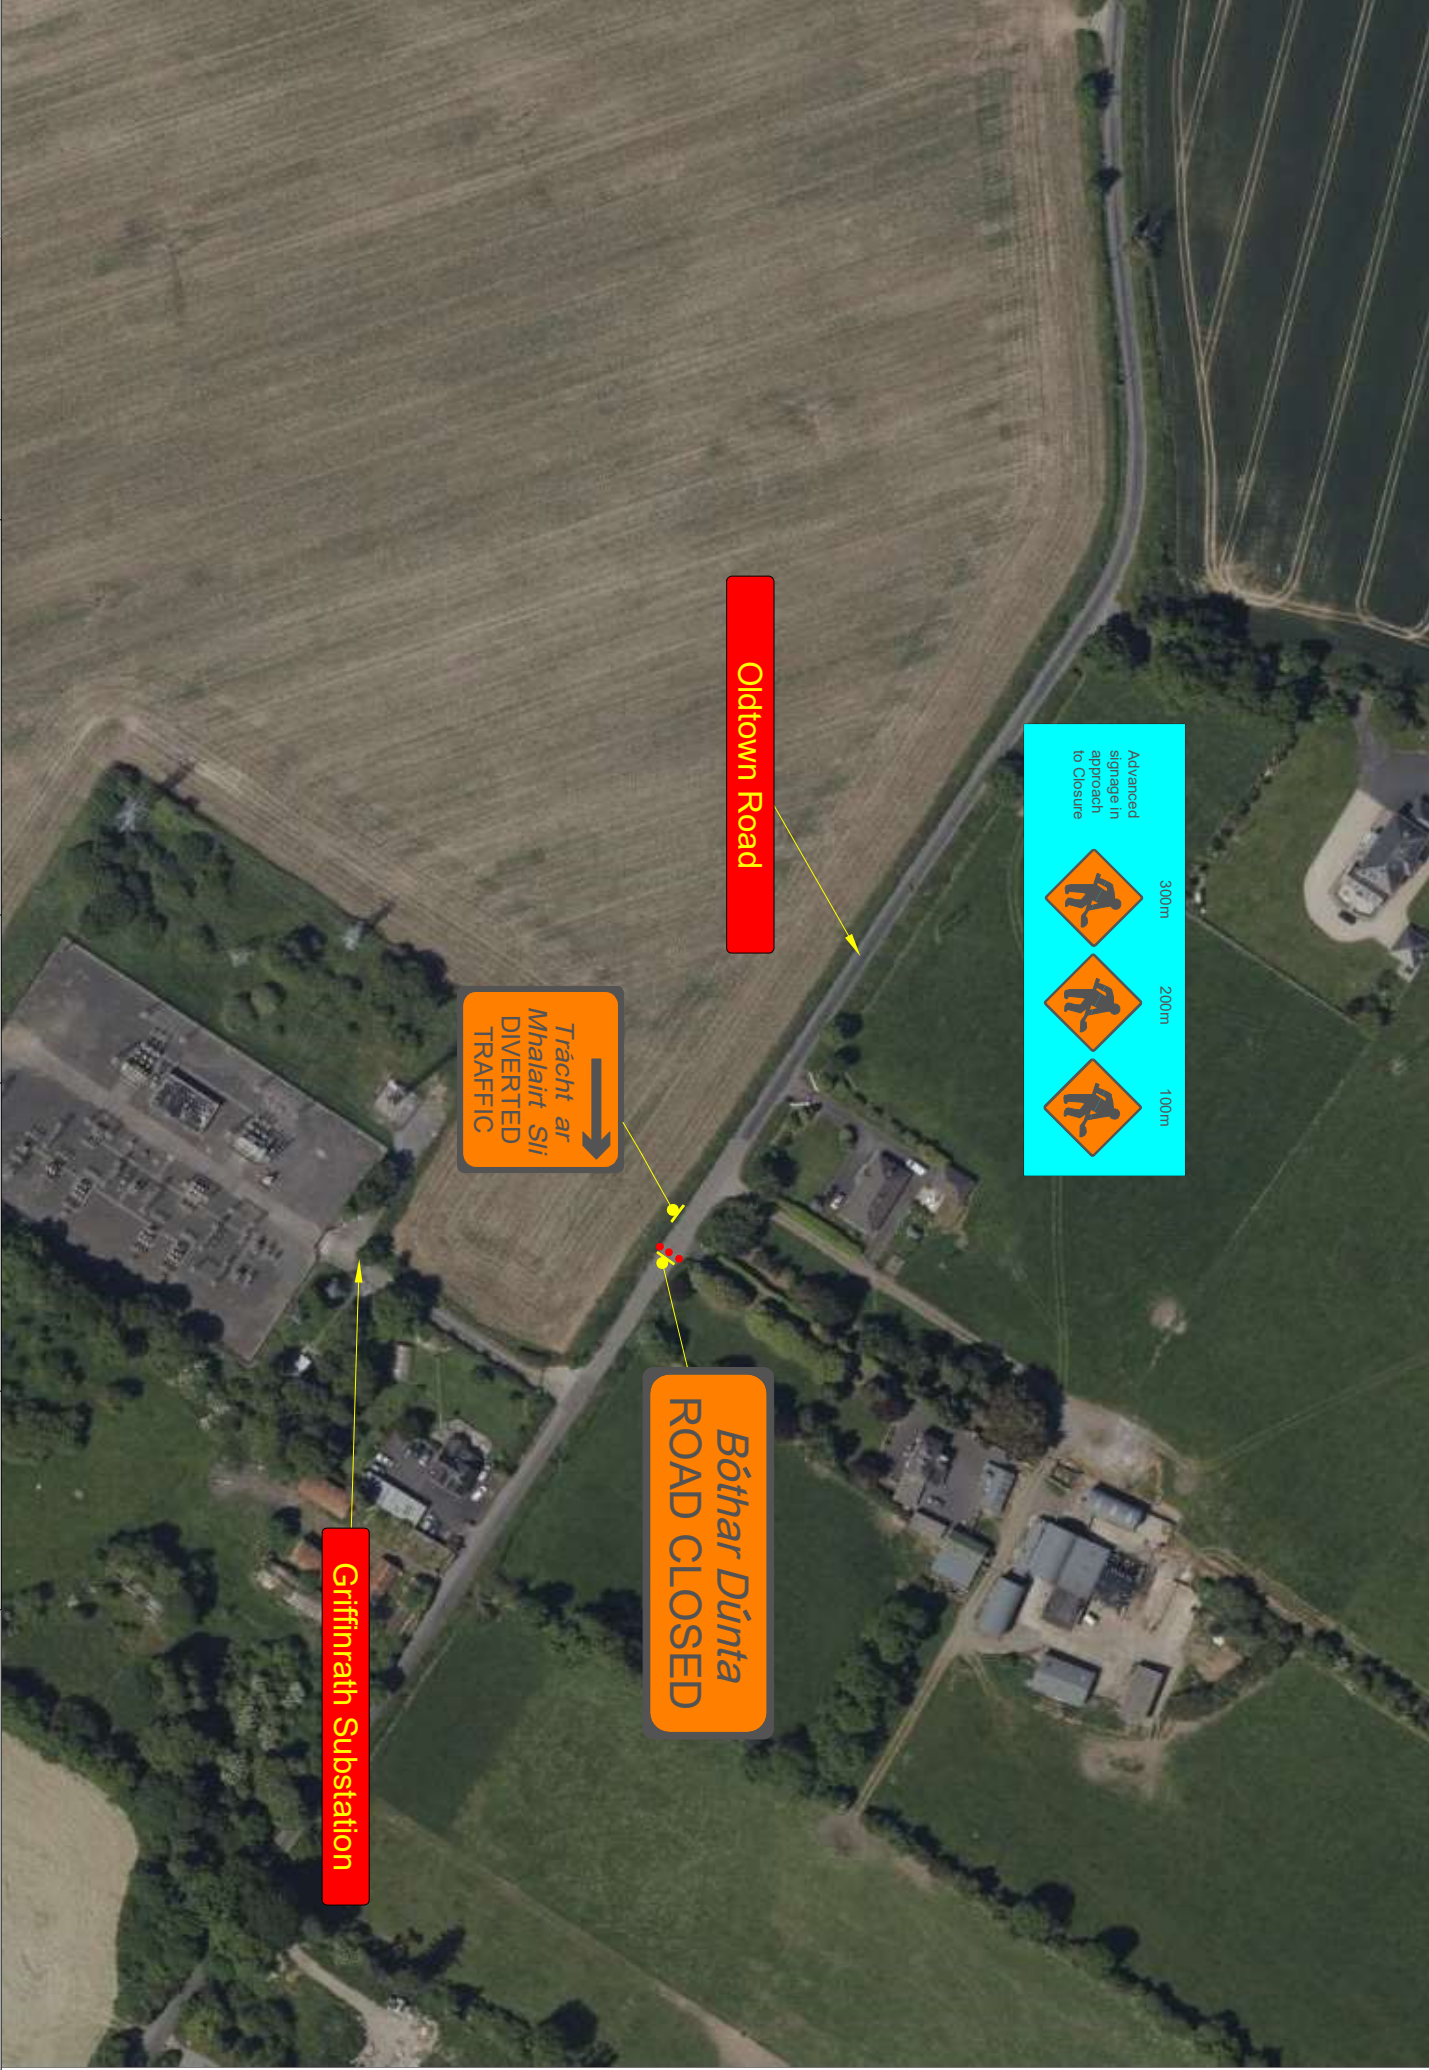 Advanced
signage in
approach
to Closure
300m
200m
100m
Oldtown Road
Trácht ar
Mhalairt Sli
DIVERTED
TRAFFIC
Bóthar Dúnta
ROAD CLOSED
Griffinrath Substation